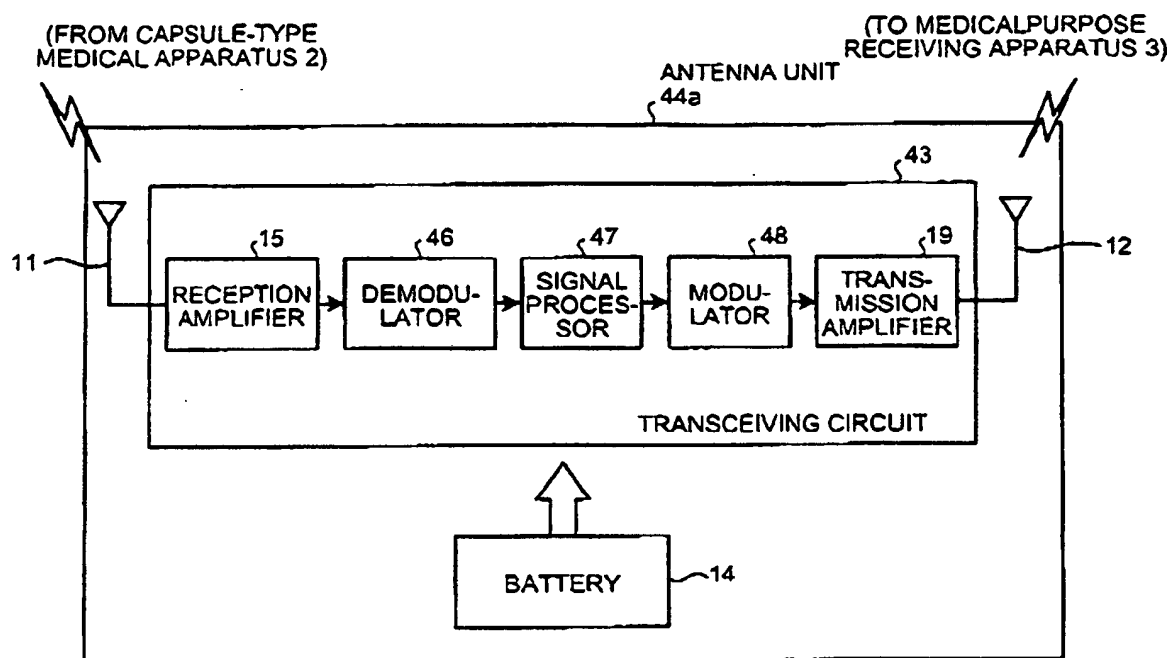 (FROM CAPSULE-TYPE
MEDICAL APPARATUS 2)
(TO MEDICALPURPOSE
RECEIVING APPARATUS 3)
ANTENNA UNIT
44a
43
11
12
15
46
47
48
19
RECEPTION
AMPLIFIER
DEMODU-
LATOR
SIGNAL
PROCES-
SOR
MODU-
LATOR
TRANS-
MISSION
AMPLIFIER
TRANSCEIVING CIRCUIT
BATTERY
14